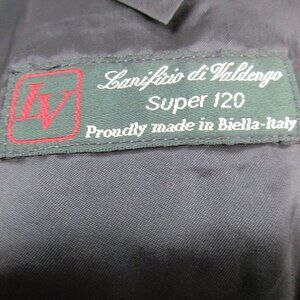 LV
Lanificio di Valdengo
Super 120
Proudly made in Biella-Italy